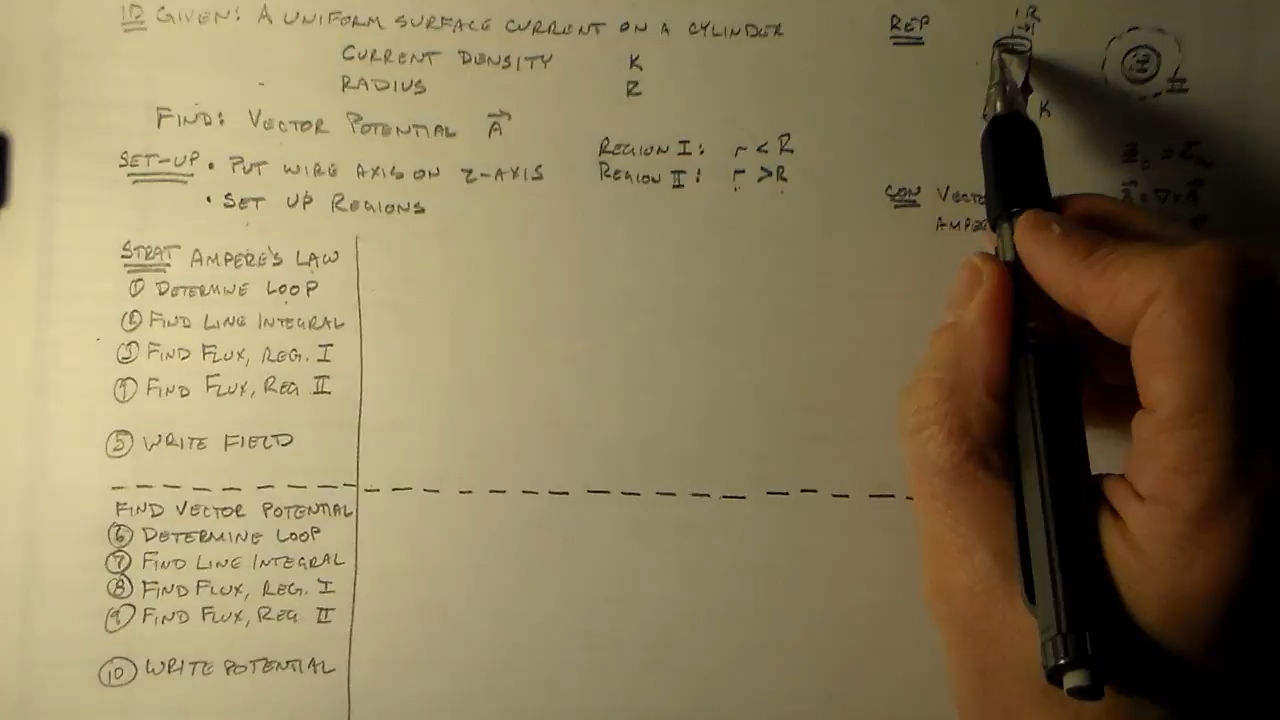 ID GIVEN: A UNIFORM SURFACE CURRENT ON A CYLINDER
CURRENT DENSITY K
RADIUS R
FIND: VECTOR POTENTIAL A⃗
SET-UP • PUT WIRE AXIS ON Z-AXIS
• SET UP REGIONS
REGION I: r < R
REGION II: r > R
STRAT AMPERE'S LAW
① DETERMINE LOOP
② FIND LINE INTEGRAL
③ FIND FLUX, REG. I
④ FIND FLUX, REG II
⑤ WRITE FIELD
FIND VECTOR POTENTIAL
⑥ DETERMINE LOOP
⑦ FIND LINE INTEGRAL
⑧ FIND FLUX, REG. I
⑨ FIND FLUX, REG II
⑩ WRITE POTENTIAL
REP
R
K
I
II
CON